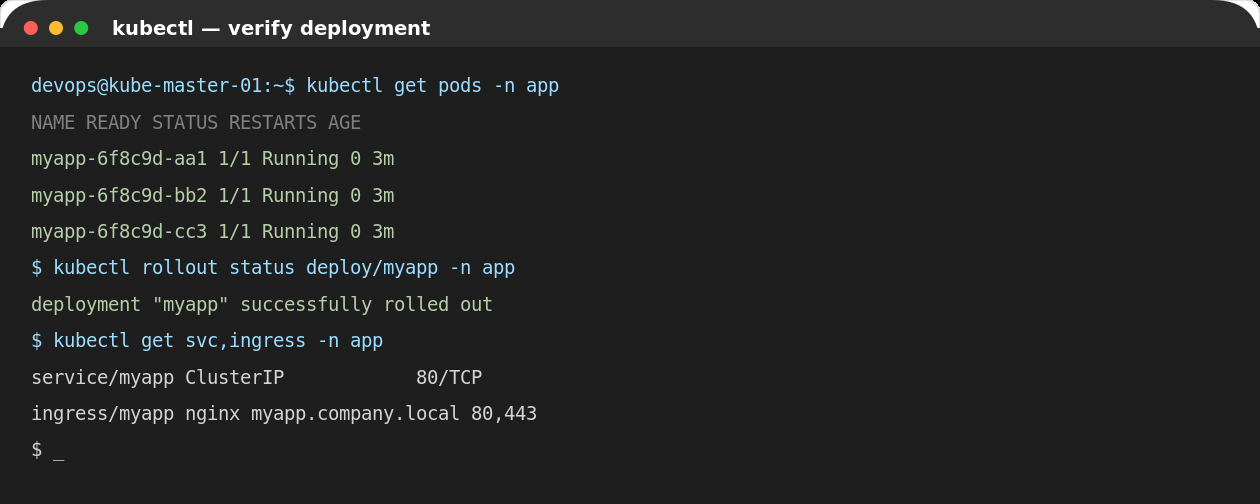 kubectl — verify deployment
devops@kube-master-01:~$ kubectl get pods -n app
NAME READY STATUS RESTARTS AGE
myapp-6f8c9d-aa1 1/1 Running 0 3m
myapp-6f8c9d-bb2 1/1 Running 0 3m
myapp-6f8c9d-cc3 1/1 Running 0 3m
$ kubectl rollout status deploy/myapp -n app
deployment "myapp" successfully rolled out
$ kubectl get svc,ingress -n app
service/myapp ClusterIP            80/TCP
ingress/myapp nginx myapp.company.local 80,443
$ _